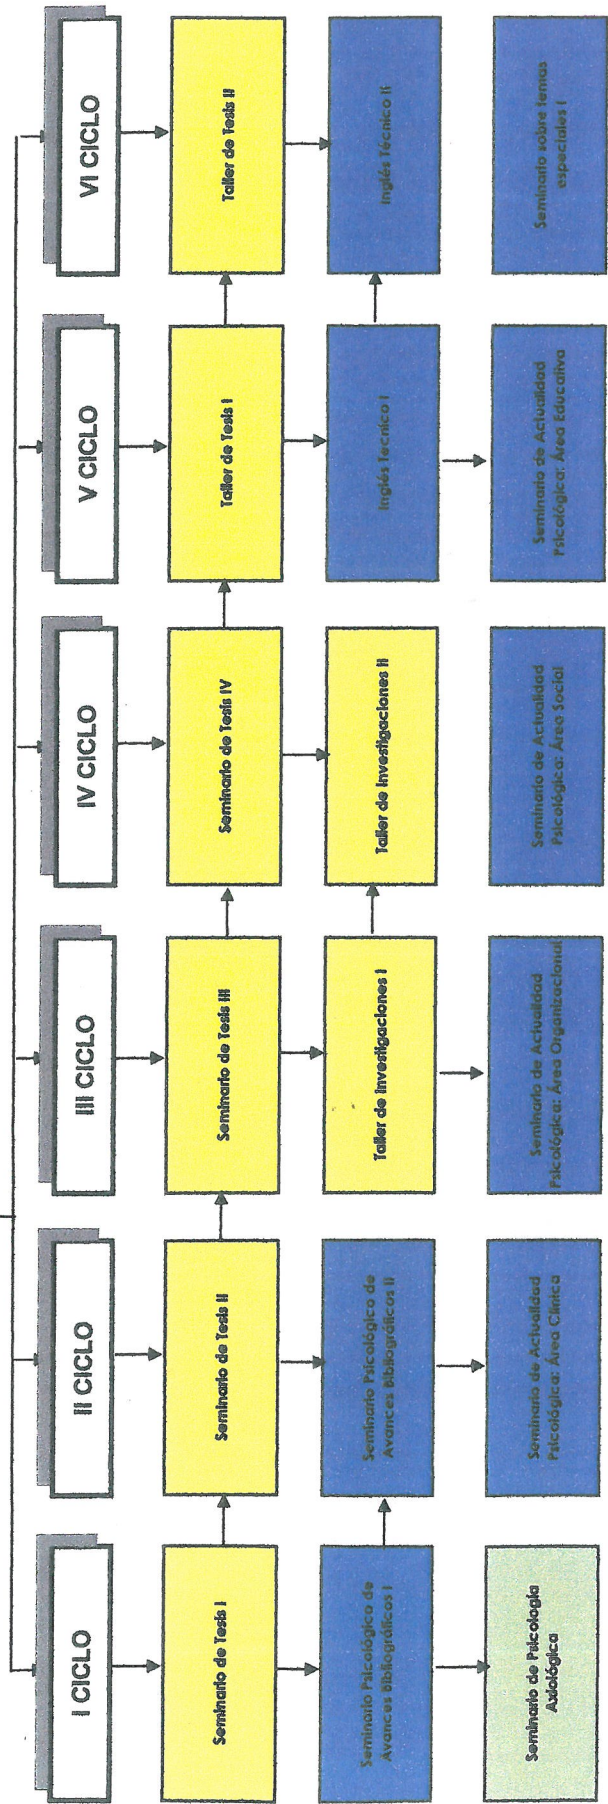 I CICLO
II CICLO
III CICLO
IV CICLO
V CICLO
VI CICLO
Seminario de Tesis I
Seminario de Tesis II
Seminario de Tesis III
Seminario de Tesis IV
Taller de Tesis I
Taller de Tesis II
Seminario Psicológico de
Avances Bibliográficos I
Seminario Psicológico de
Avances Bibliográficos II
Taller de Investigaciones I
Taller de Investigaciones II
Inglés Tecnico I
Inglés Técnico II
Seminario de Psicología
Axiológica
Seminario de Actualidad
Psicológica: Área Clínica
Seminario de Actualidad
Psicológica: Área Organizacional
Seminario de Actualidad
Psicológica: Área Social
Seminario de Actualidad
Psicológica: Área Educativa
Seminario sobre temas
especiales I